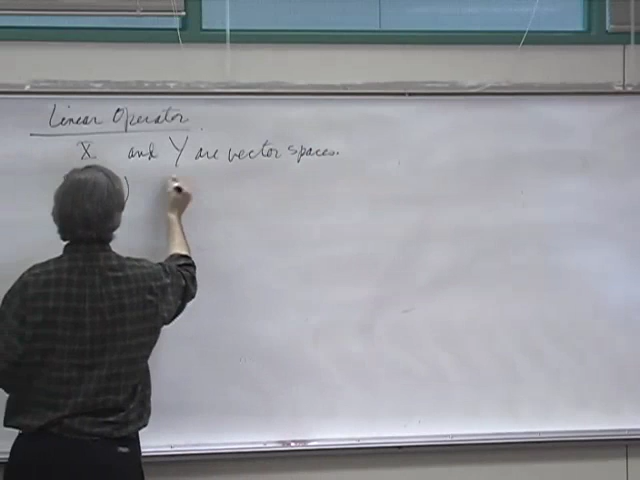 Linear Operator
X and Y are vector spaces.
)